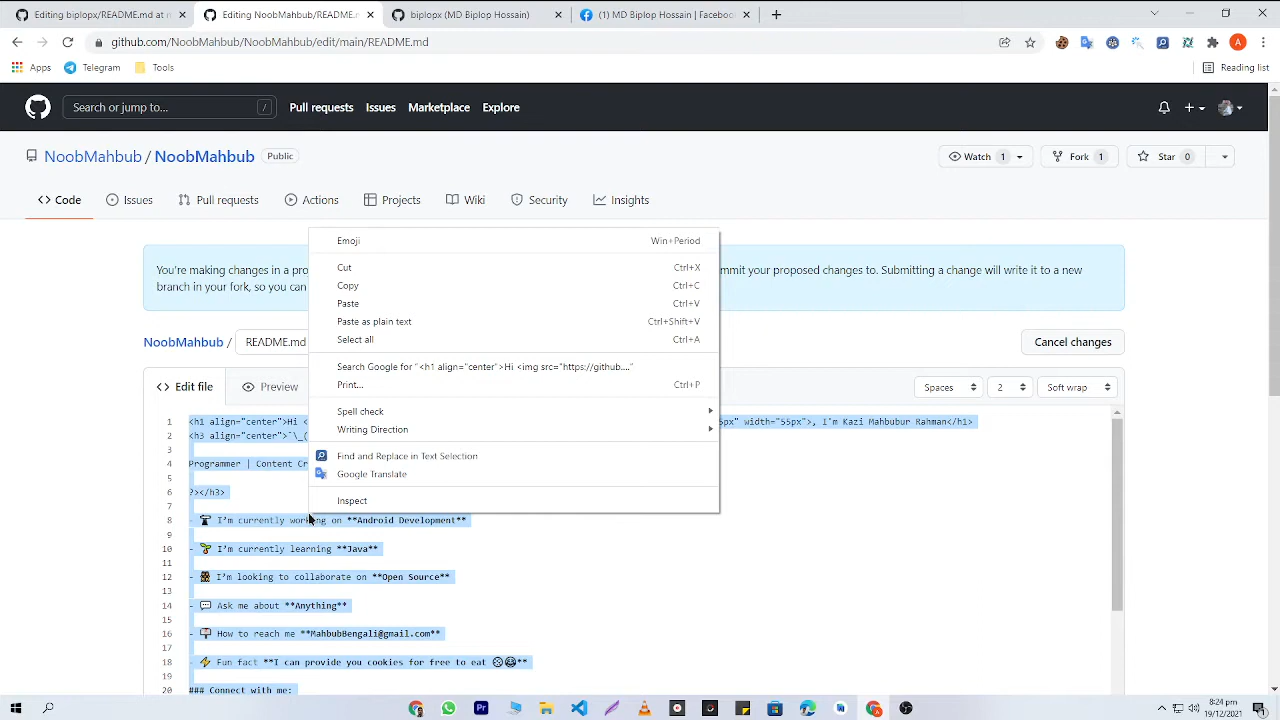 Editing biplopx/README.md at m
Editing NoobMahbub/README.m
biplopx (MD Biplop Hossain)
(1) MD Biplop Hossain | Facebook
github.com/NoobMahbub/NoobMahbub/edit/main/README.md
A
Apps
Telegram
Tools
Reading list
Search or jump to...
/
Pull requests
Issues
Marketplace
Explore
NoobMahbub / NoobMahbub
Public
Watch 1
Fork 1
Star 0
Code
Issues
Pull requests
Actions
Projects
Wiki
Security
Insights
You're making changes in a pro
mmit your proposed changes to. Submitting a change will write it to a new
branch in your fork, so you can
NoobMahbub / README.md
Cancel changes
Edit file
Preview
Spaces
2
Soft wrap
Emoji Win+Period
Cut Ctrl+X
Copy Ctrl+C
Paste Ctrl+V
Paste as plain text Ctrl+Shift+V
Select all Ctrl+A
Search Google for "<h1 align="center">Hi <img src="https://github...."
Print... Ctrl+P
Spell check
Writing Direction
Find and Replace in Text Selection
Google Translate
Inspect
1 <h1 align="center">Hi < 5px" width="55px">, I'm Kazi Mahbubur Rahman</h1>
2 <h3 align="center">¯\_(
3
4 Programmer | Content Cr
5
6 ?></h3>
7
8 - 🔭 I'm currently working on **Android Development**
9
10 - 🌱 I'm currently learning **Java**
11
12 - I'm looking to collaborate on **Open Source**
13
14 - 💬 Ask me about **Anything**
15
16 - How to reach me **MahbubBengali@gmail.com**
17
18 - ⚡ Fun fact **I can provide you cookies for free to eat 🍪😂**
19
20 ### Connect with me:
8:24 pm
19/12/2021
1